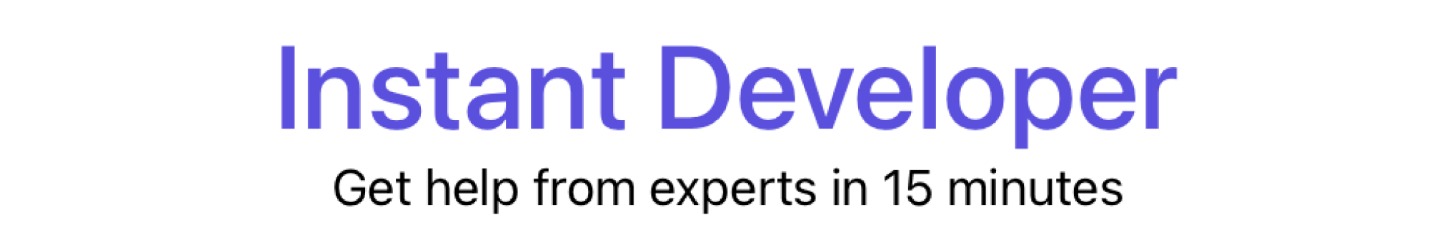 Instant Developer
Get help from experts in 15 minutes